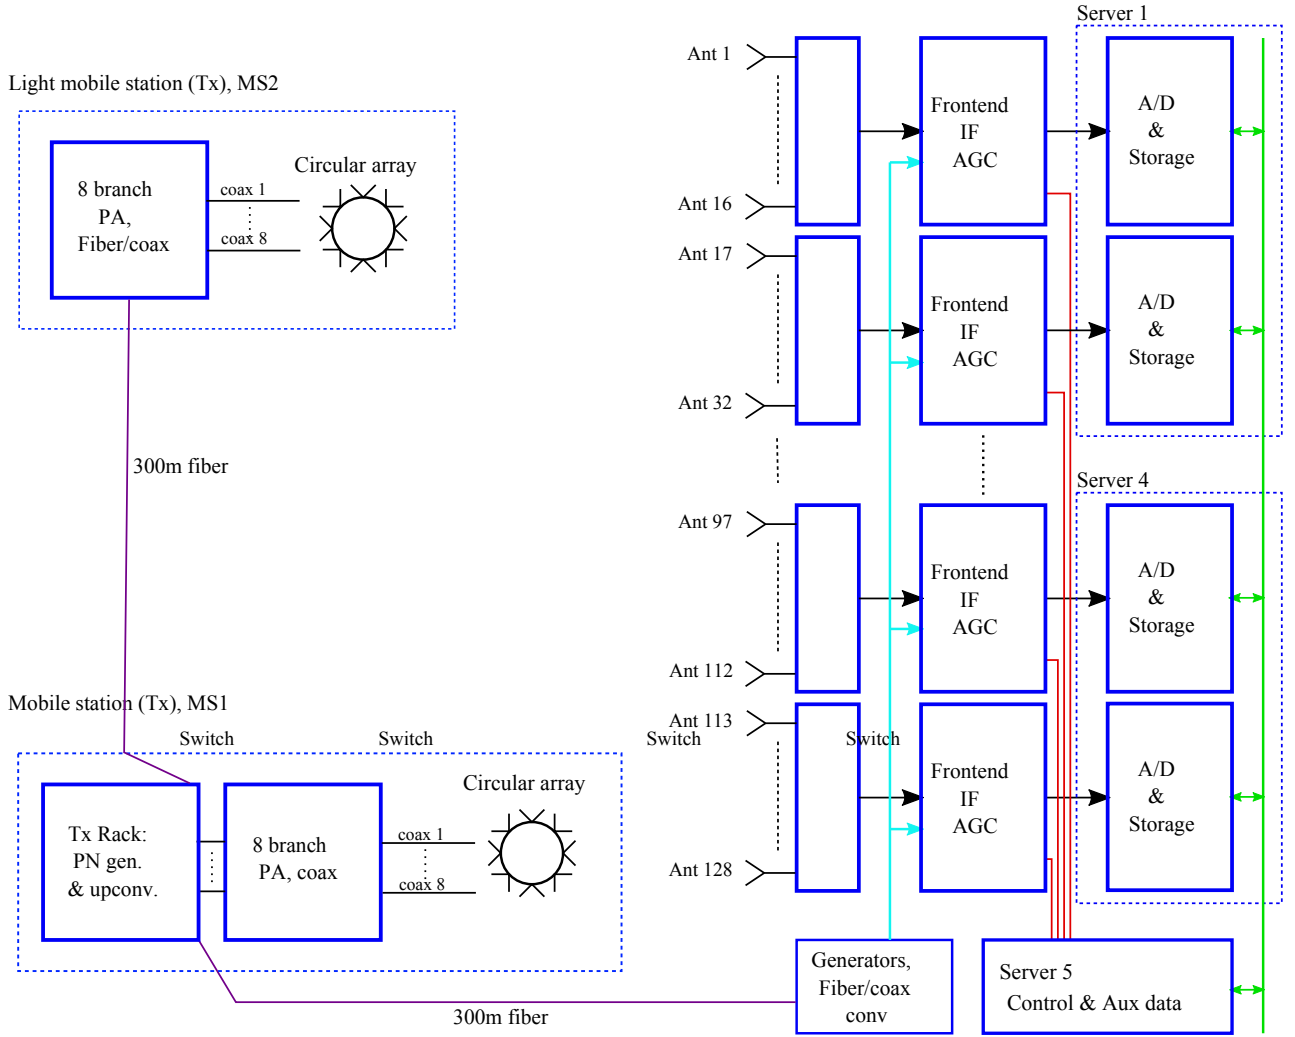 Server 1
Ant 1
Frontend
IF
AGC
A/D
&
Storage
Ant 16
Light mobile station (Tx), MS2
8 branch
PA,
Fiber/coax
coax 1
coax 8
Circular array
Ant 17
Frontend
IF
AGC
A/D
&
Storage
Ant 32
300m fiber
Server 4
Ant 97
Frontend
IF
AGC
A/D
&
Storage
Ant 112
Mobile station (Tx), MS1
Switch
Switch
Switch
Switch
Ant 113
Frontend
IF
AGC
A/D
&
Storage
Ant 128
Tx Rack:
PN gen.
& upconv.
8 branch
PA, coax
coax 1
coax 8
Circular array
Generators,
Fiber/coax
conv
Server 5
Control & Aux data
300m fiber